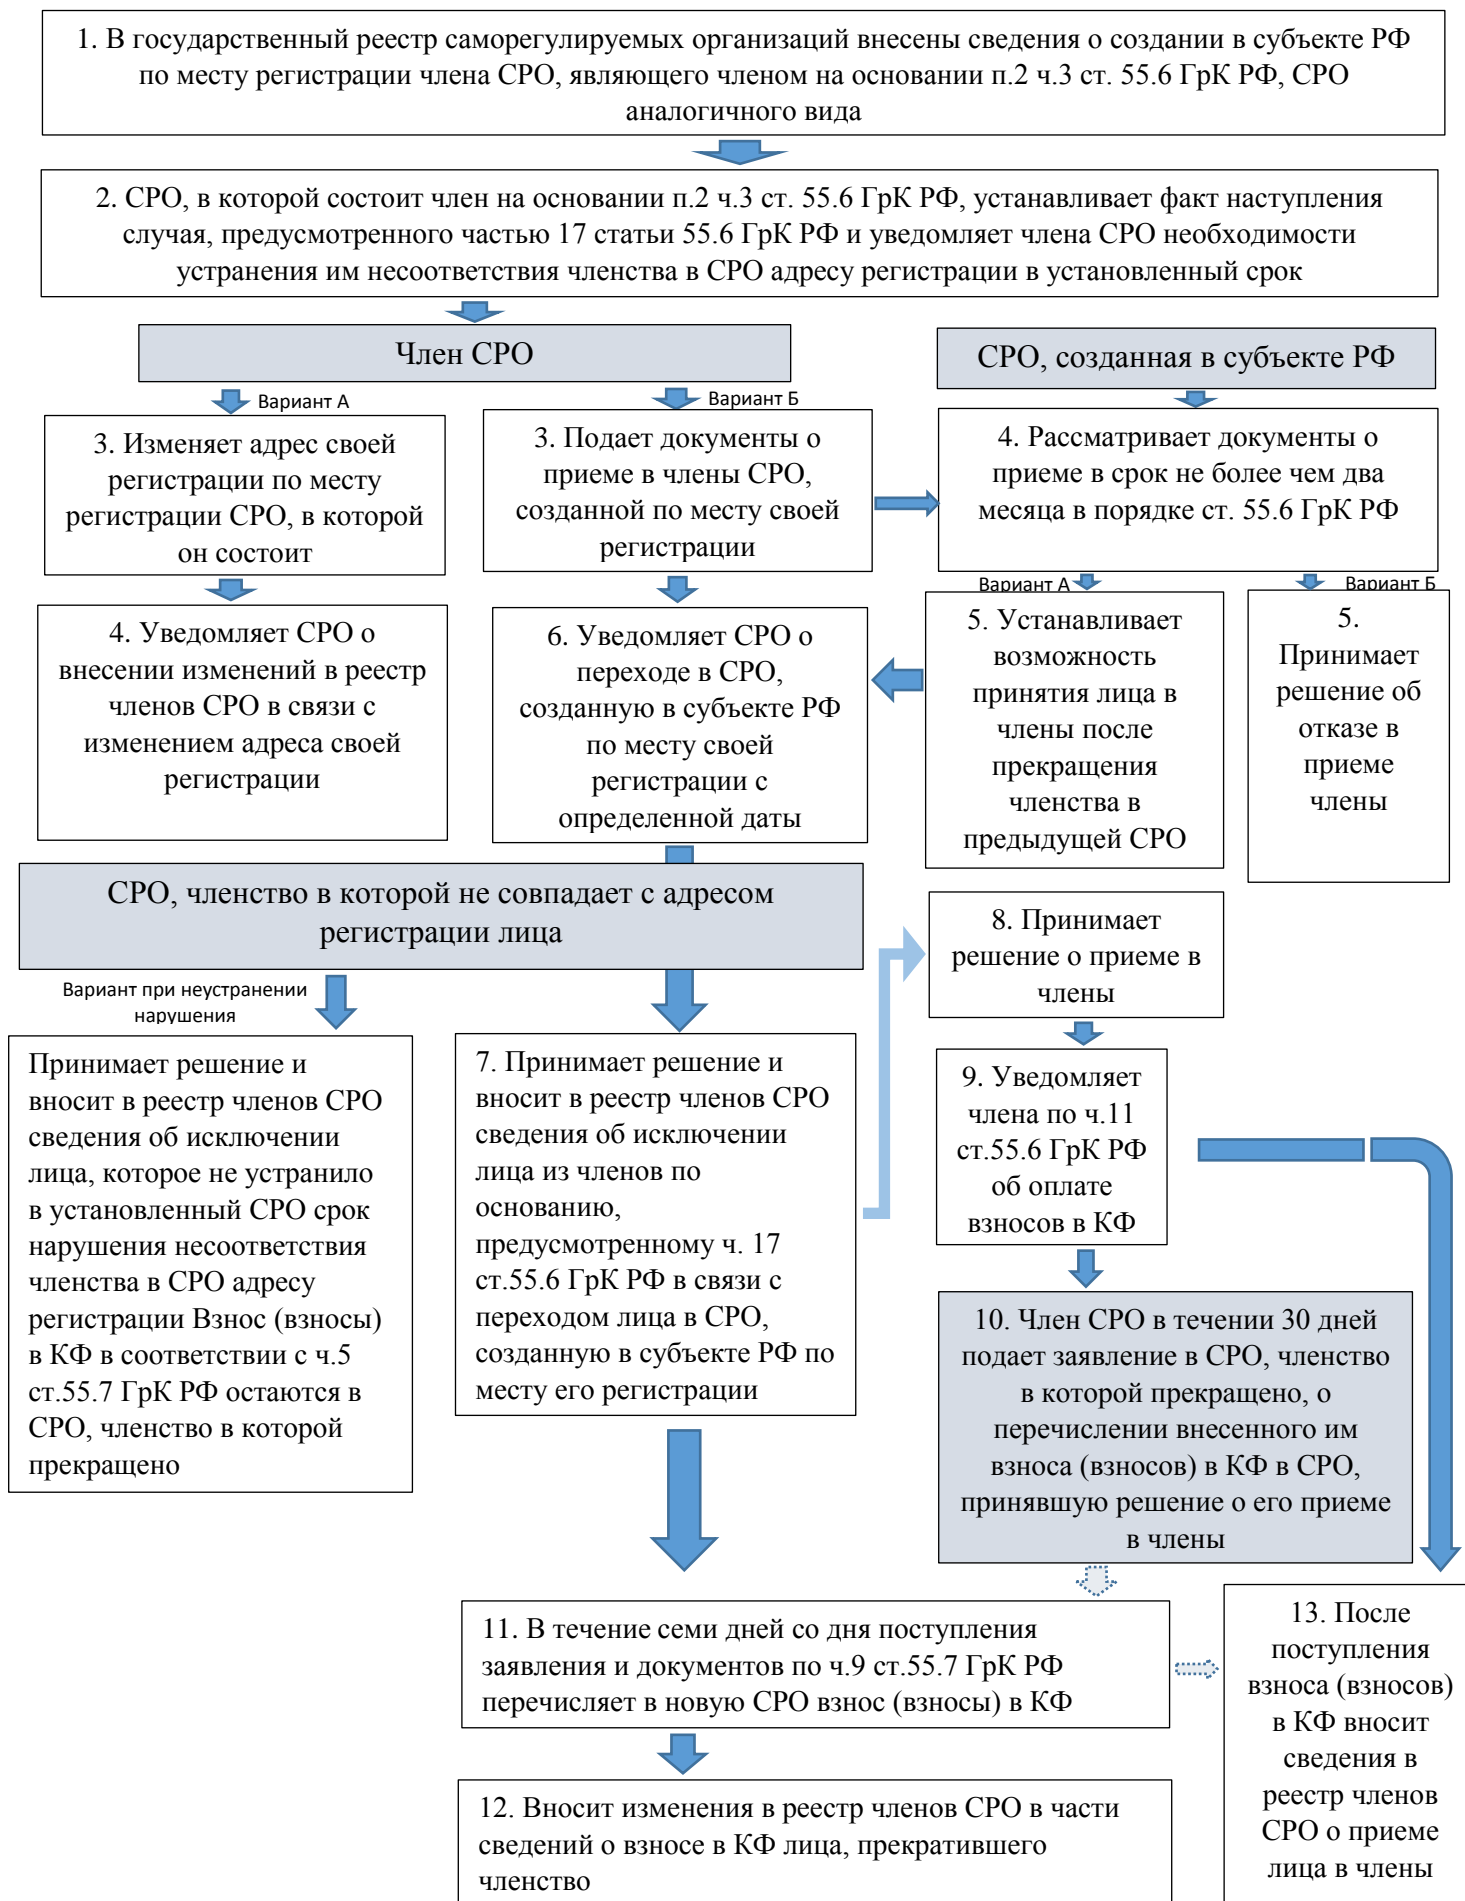 1. В государственный реестр саморегулируемых организаций внесены сведения о создании в субъекте РФ
по месту регистрации члена СРО, являющего членом на основании п.2 ч.3 ст. 55.6 ГрК РФ, СРО
аналогичного вида
2. СРО, в которой состоит член на основании п.2 ч.3 ст. 55.6 ГрК РФ, устанавливает факт наступления
случая, предусмотренного частью 17 статьи 55.6 ГрК РФ и уведомляет члена СРО необходимости
устранения им несоответствия членства в СРО адресу регистрации в установленный срок
Член СРО
СРО, созданная в субъекте РФ
Вариант А
Вариант Б
3. Изменяет адрес своей
регистрации по месту
регистрации СРО, в которой
он состоит
3. Подает документы о
приеме в члены СРО,
созданной по месту своей
регистрации
4. Рассматривает документы о
приеме в срок не более чем два
месяца в порядке ст. 55.6 ГрК РФ
Вариант А
Вариант Б
4. Уведомляет СРО о
внесении изменений в реестр
членов СРО в связи с
изменением адреса своей
регистрации
6. Уведомляет СРО о
переходе в СРО,
созданную в субъекте РФ
по месту своей
регистрации с
определенной даты
5. Устанавливает
возможность
принятия лица в
члены после
прекращения
членства в
предыдущей СРО
5.
Принимает
решение об
отказе в
приеме
члены
СРО, членство в которой не совпадает с адресом
регистрации лица
8. Принимает
решение о приеме в
члены
Вариант при неустранении
нарушения
Принимает решение и
вносит в реестр членов СРО
сведения об исключении
лица, которое не устранило
в установленный СРО срок
нарушения несоответствия
членства в СРО адресу
регистрации Взнос (взносы)
в КФ в соответствии с ч.5
ст.55.7 ГрК РФ остаются в
СРО, членство в которой
прекращено
7. Принимает решение и
вносит в реестр членов СРО
сведения об исключении
лица из членов по
основанию,
предусмотренному ч. 17
ст.55.6 ГрК РФ в связи с
переходом лица в СРО,
созданную в субъекте РФ по
месту его регистрации
9. Уведомляет
члена по ч.11
ст.55.6 ГрК РФ
об оплате
взносов в КФ
10. Член СРО в течении 30 дней
подает заявление в СРО, членство
в которой прекращено, о
перечислении внесенного им
взноса (взносов) в КФ в СРО,
принявшую решение о его приеме
в члены
11. В течение семи дней со дня поступления
заявления и документов по ч.9 ст.55.7 ГрК РФ
перечисляет в новую СРО взнос (взносы) в КФ
13. После
поступления
взноса (взносов)
в КФ вносит
сведения в
реестр членов
СРО о приеме
лица в члены
12. Вносит изменения в реестр членов СРО в части
сведений о взносе в КФ лица, прекратившего
членство